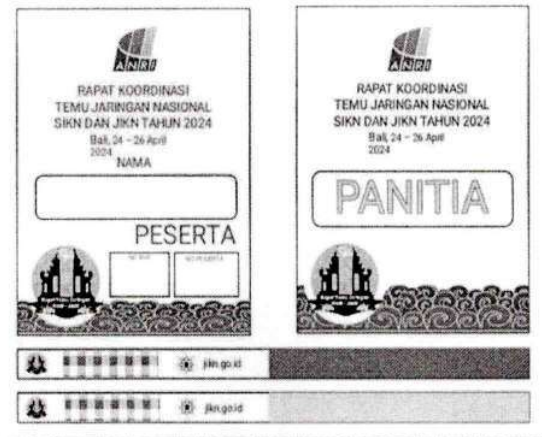 ANRI
RAPAT KOORDINASI
TEMU JARINGAN NASIONAL
SIKN DAN JIKN TAHUN 2024
Bali, 24 – 26 April
2024
NAMA
PESERTA
NO PESERTA
ANRI
RAPAT KOORDINASI
TEMU JARINGAN NASIONAL
SIKN DAN JIKN TAHUN 2024
Bali, 24 – 26 April
2024
PANITIA
jikn.go.id
jikn.go.id